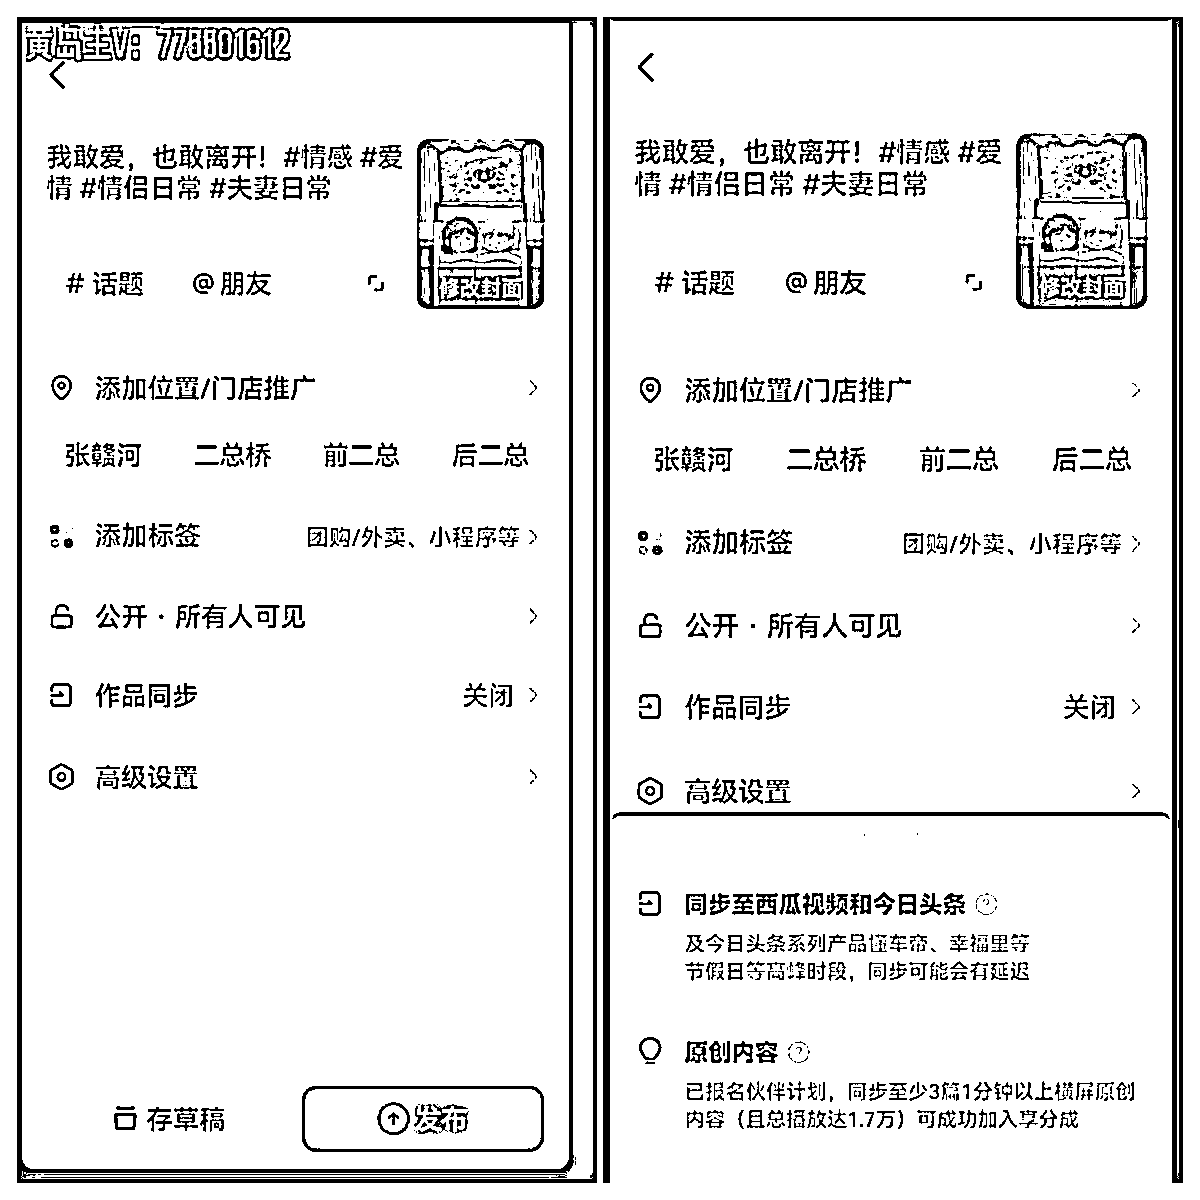 黄岛主V：778801612
我敢爱，也敢离开！#情感 #爱
情 #情侣日常 #夫妻日常
# 话题 @朋友
修改封面
添加位置/门店推广
张赣河 二总桥 前二总 后二总
添加标签 团购/外卖、小程序等
公开 · 所有人可见
作品同步 关闭
高级设置
存草稿 发布
我敢爱，也敢离开！#情感 #爱
情 #情侣日常 #夫妻日常
# 话题 @朋友
修改封面
添加位置/门店推广
张赣河 二总桥 前二总 后二总
添加标签 团购/外卖、小程序等
公开 · 所有人可见
作品同步 关闭
高级设置
同步至西瓜视频和今日头条
及今日头条系列产品懂车帝、幸福里等
节假日等高峰时段，同步可能会有延迟
原创内容
已报名伙伴计划，同步至少3篇1分钟以上横屏原创
内容（且总播放达1.7万）可成功加入享分成